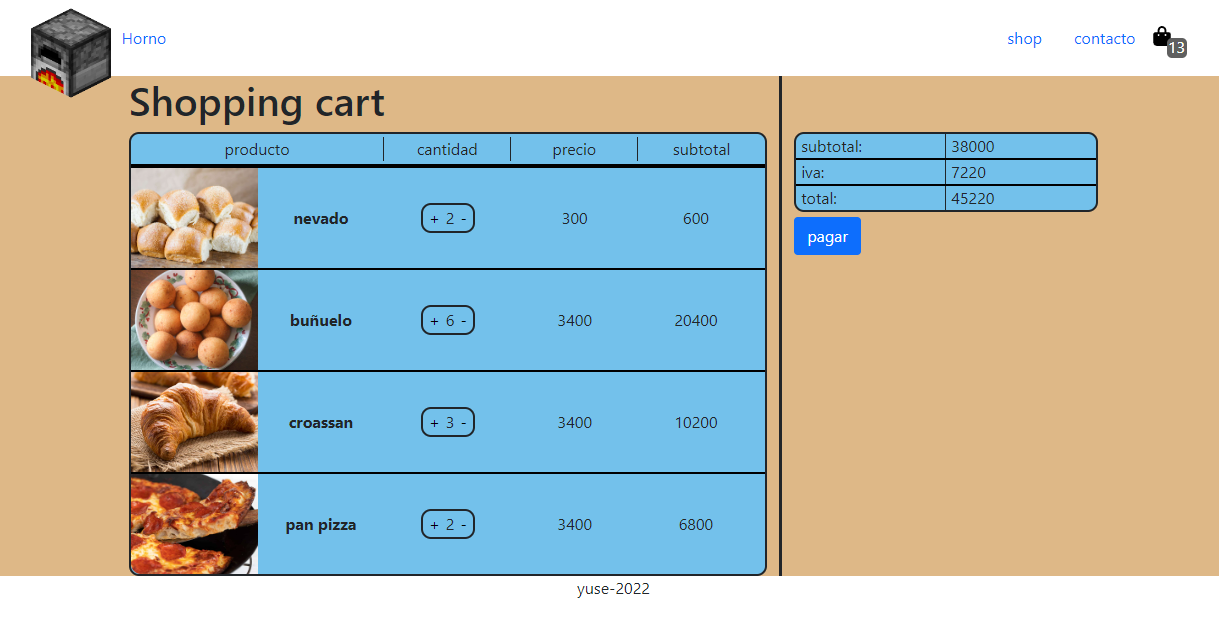 Horno shop contacto 13
Shopping cart
producto cantidad precio subtotal
nevado + 2 - 300 600
buñuelo + 6 - 3400 20400
croassan + 3 - 3400 10200
pan pizza + 2 - 3400 6800
subtotal: 38000
iva: 7220
total: 45220
pagar
yuse-2022